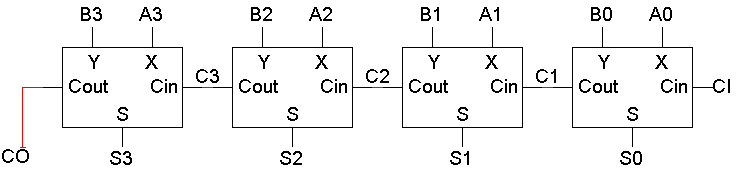 B3 A3 B2 A2 B1 A1 B0 A0
Y X Y X Y X Y X
Cout Cin C3 Cout Cin C2 Cout Cin C1 Cout Cin CI
S S S S
CO S3 S2 S1 S0